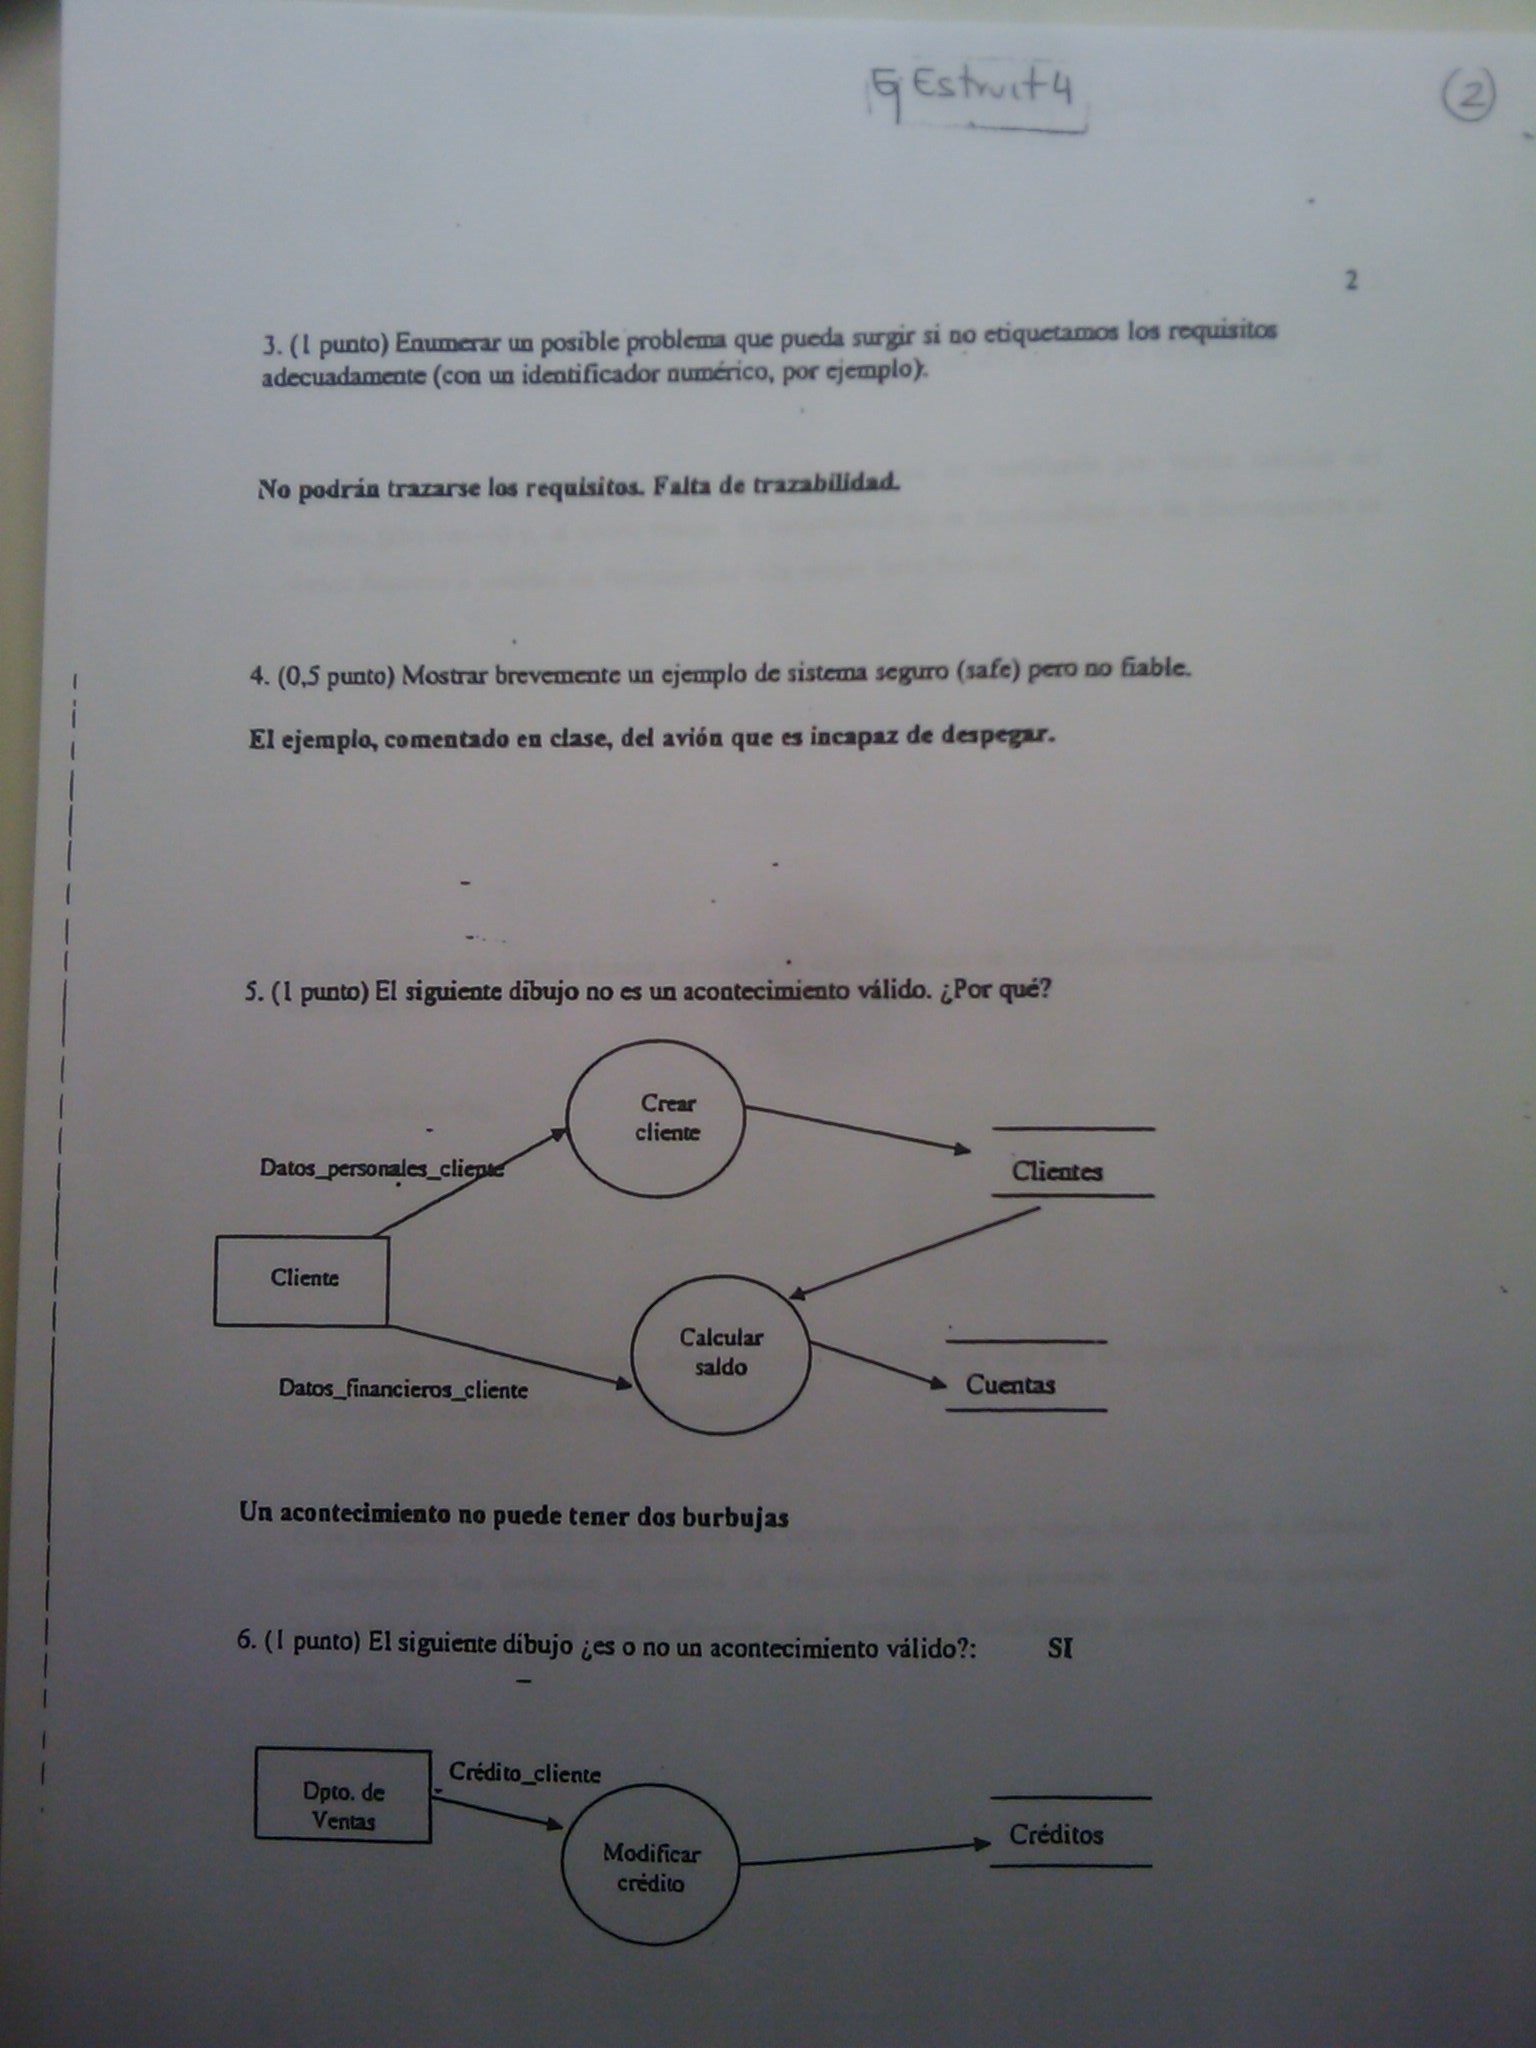 Ej Estruct 4
2
2
3. (1 punto) Enumerar un posible problema que pueda surgir si no etiquetamos los requisitos
adecuadamente (con un identificador numérico, por ejemplo).
No podrán trazarse los requisitos. Falta de trazabilidad.
4. (0,5 punto) Mostrar brevemente un ejemplo de sistema seguro (safe) pero no fiable.
El ejemplo, comentado en clase, del avión que es incapaz de despegar.
5. (1 punto) El siguiente dibujo no es un acontecimiento válido. ¿Por qué?
Crear
cliente
Datos_personales_cliente
Clientes
Cliente
Calcular
saldo
Datos_financieros_cliente
Cuentas
Un acontecimiento no puede tener dos burbujas
6. (1 punto) El siguiente dibujo ¿es o no un acontecimiento válido?: SI
Dpto. de
Ventas
Crédito_cliente
Modificar
crédito
Créditos